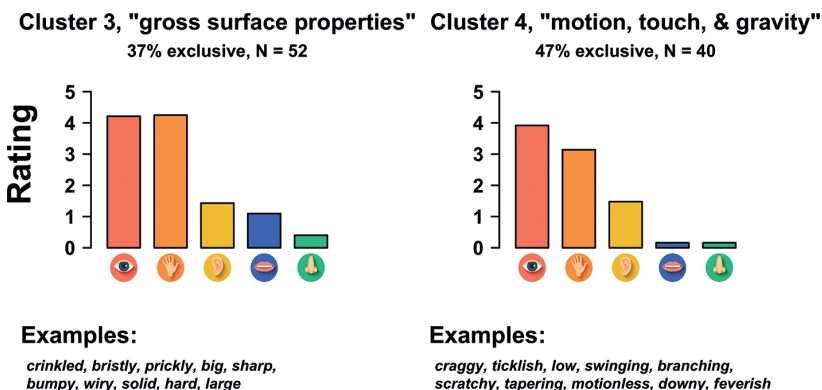 Cluster 3, "gross surface properties"
37% exclusive, N = 52
Rating
5
4
3
2
1
0
Examples:
crinkled, bristly, prickly, big, sharp,
bumpy, wiry, solid, hard, large
Cluster 4, "motion, touch, & gravity"
47% exclusive, N = 40
5
4
3
2
1
0
Examples:
craggy, ticklish, low, swinging, branching,
scratchy, tapering, motionless, downy, feverish